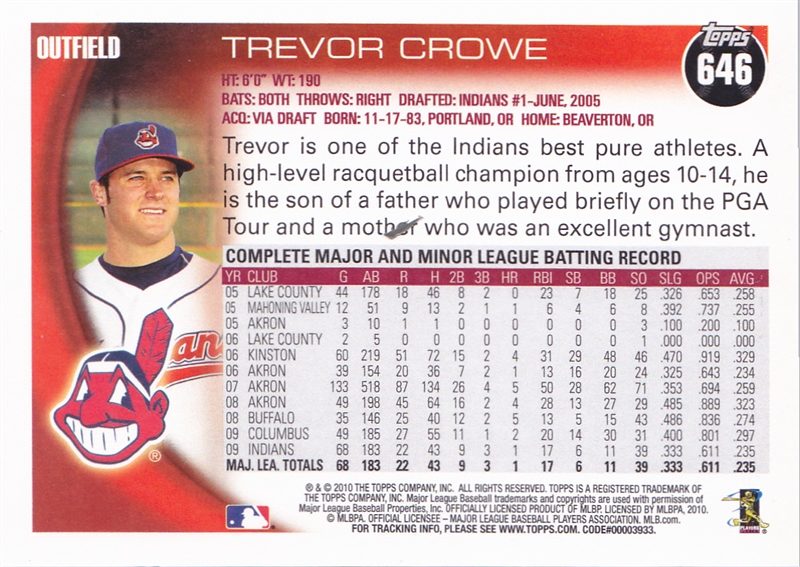 OUTFIELD
TREVOR CROWE
Topps
646
HT: 6'0" WT: 190
BATS: BOTH THROWS: RIGHT DRAFTED: INDIANS #1-JUNE, 2005
ACQ: VIA DRAFT BORN: 11-17-83, PORTLAND, OR HOME: BEAVERTON, OR
Trevor is one of the Indians best pure athletes. A
high-level racquetball champion from ages 10-14, he
is the son of a father who played briefly on the PGA
Tour and a mother who was an excellent gymnast.
COMPLETE MAJOR AND MINOR LEAGUE BATTING RECORD
YR CLUB G AB R H 2B 3B HR RBI SB BB SO SLG OPS AVG
05 LAKE COUNTY 44 178 18 46 8 2 0 23 7 18 25 .326 .653 .258
05 MAHONING VALLEY 12 51 9 13 2 1 1 6 4 6 8 .392 .737 .255
05 AKRON 3 10 1 1 0 0 0 0 0 0 3 .100 .200 .100
06 LAKE COUNTY 2 5 0 0 0 0 0 0 0 0 1 .000 .000 .000
06 KINSTON 60 219 51 72 15 2 4 31 29 48 46 .470 .919 .329
06 AKRON 39 154 20 36 7 2 1 13 16 20 24 .325 .643 .234
07 AKRON 133 518 87 134 26 4 5 50 28 62 71 .353 .694 .259
08 AKRON 49 198 45 64 16 2 4 28 13 27 29 .485 .889 .323
08 BUFFALO 35 146 25 40 12 2 5 13 5 15 43 .486 .836 .274
09 COLUMBUS 49 185 27 55 11 1 2 20 14 30 31 .400 .801 .297
09 INDIANS 68 183 22 43 9 3 1 17 6 11 39 .333 .611 .235
MAJ. LEA. TOTALS 68 183 22 43 9 3 1 17 6 11 39 .333 .611 .235
® & © 2010 THE TOPPS COMPANY, INC. ALL RIGHTS RESERVED. TOPPS IS A REGISTERED TRADEMARK OF
THE TOPPS COMPANY, INC. Major League Baseball trademarks and copyrights are used with permission of
Major League Baseball Properties, Inc. OFFICIALLY LICENSED PRODUCT OF MLBP. LICENSED BY MLBPA, 2010.
© MLBPA. OFFICIAL LICENSEE – MAJOR LEAGUE BASEBALL PLAYERS ASSOCIATION. MLB.com.
FOR TRACKING INFO, PLEASE SEE WWW.TOPPS.COM. CODE#00003933.